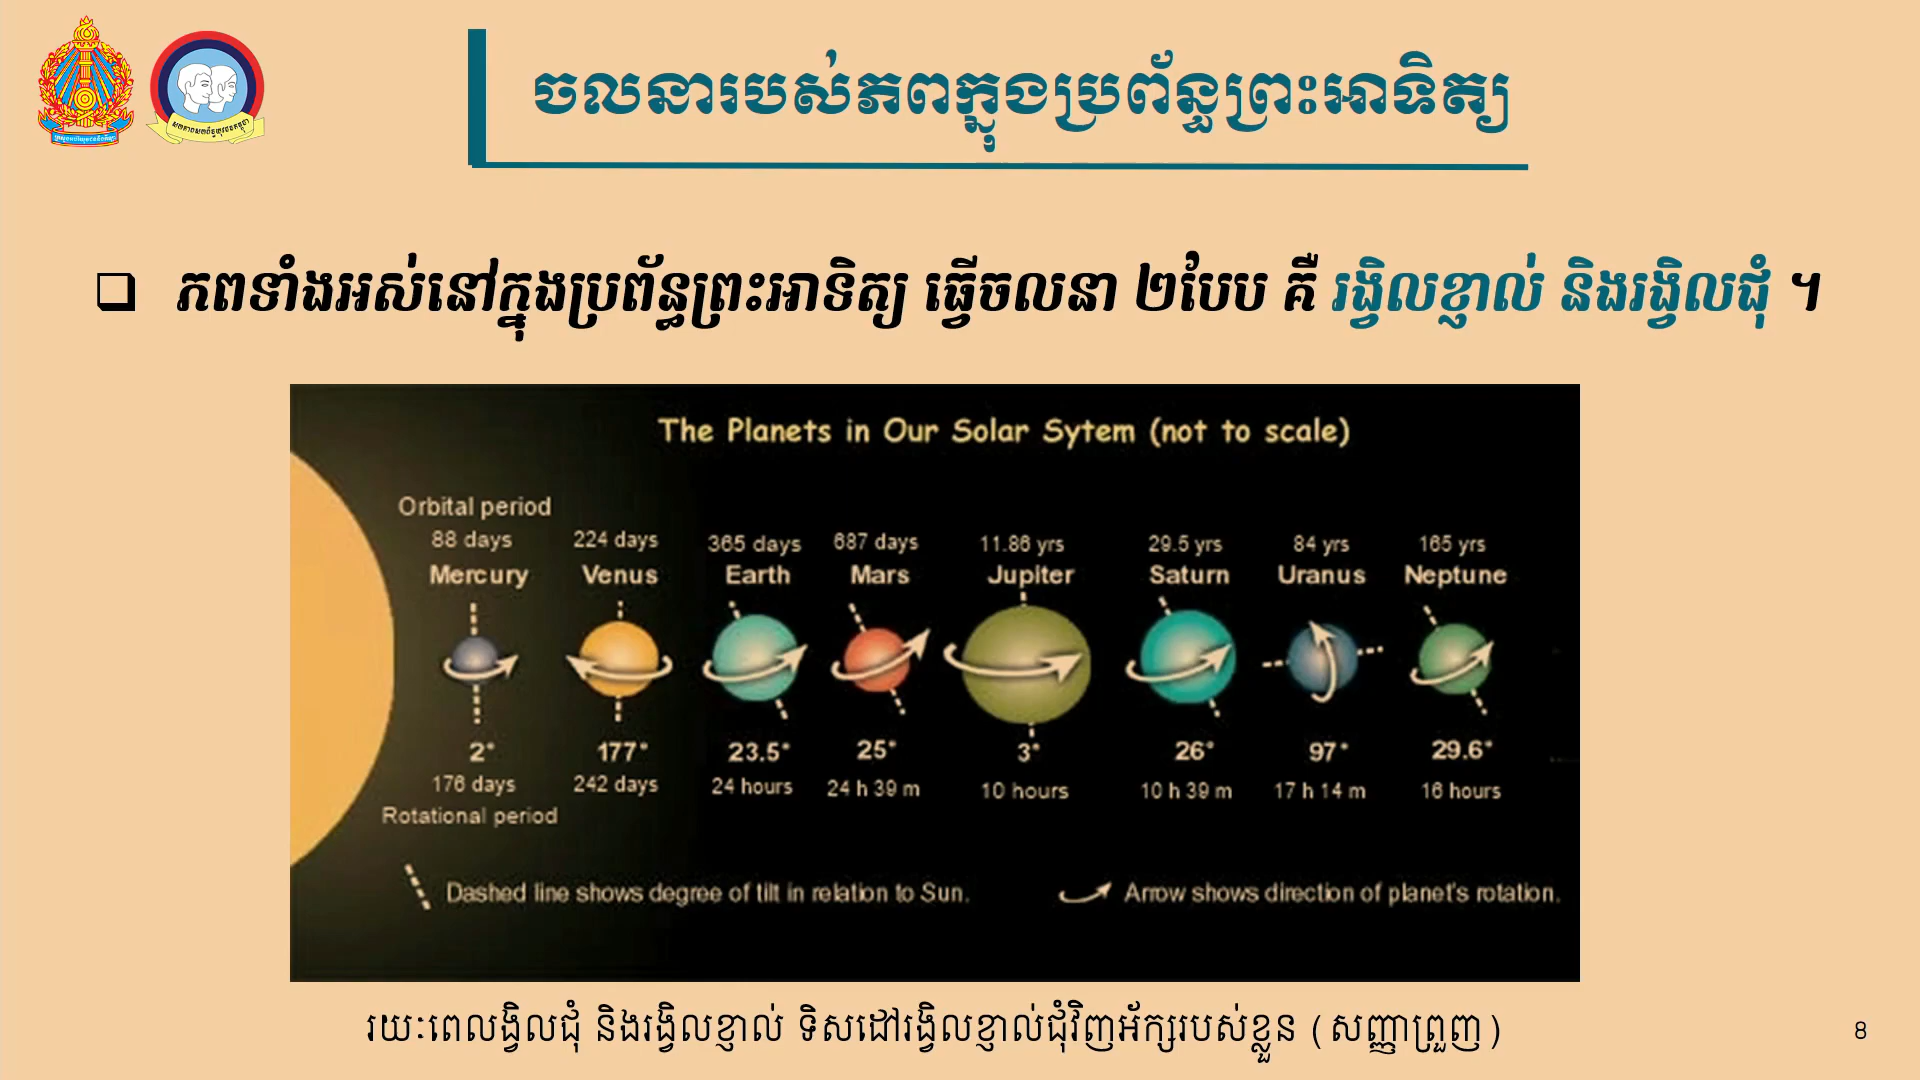 ចលនារបស់ភពក្នុងប្រព័ន្ធព្រះអាទិត្យ
ភពទាំងអស់នៅក្នុងប្រព័ន្ធព្រះអាទិត្យ ធ្វើចលនា ២បែប គឺ រង្វិលខ្ញាល់ និងរង្វិលជុំ ។
The Planets in Our Solar Sytem (not to scale)
Orbital period
88 days 224 days 365 days 687 days 11.86 yrs 29.5 yrs 84 yrs 165 yrs
Mercury Venus Earth Mars Jupiter Saturn Uranus Neptune
2° 177° 23.5° 25° 3° 26° 97° 29.6°
176 days 242 days 24 hours 24 h 39 m 10 hours 10 h 39 m 17 h 14 m 16 hours
Rotational period
Dashed line shows degree of tilt in relation to Sun. Arrow shows direction of planet's rotation.
រយៈពេលង្វិលជុំ និងរង្វិលខ្ញាល់ ទិសដៅរង្វិលខ្ញាល់ជុំវិញអ័ក្សរបស់ខ្លួន (សញ្ញាព្រួញ)
8